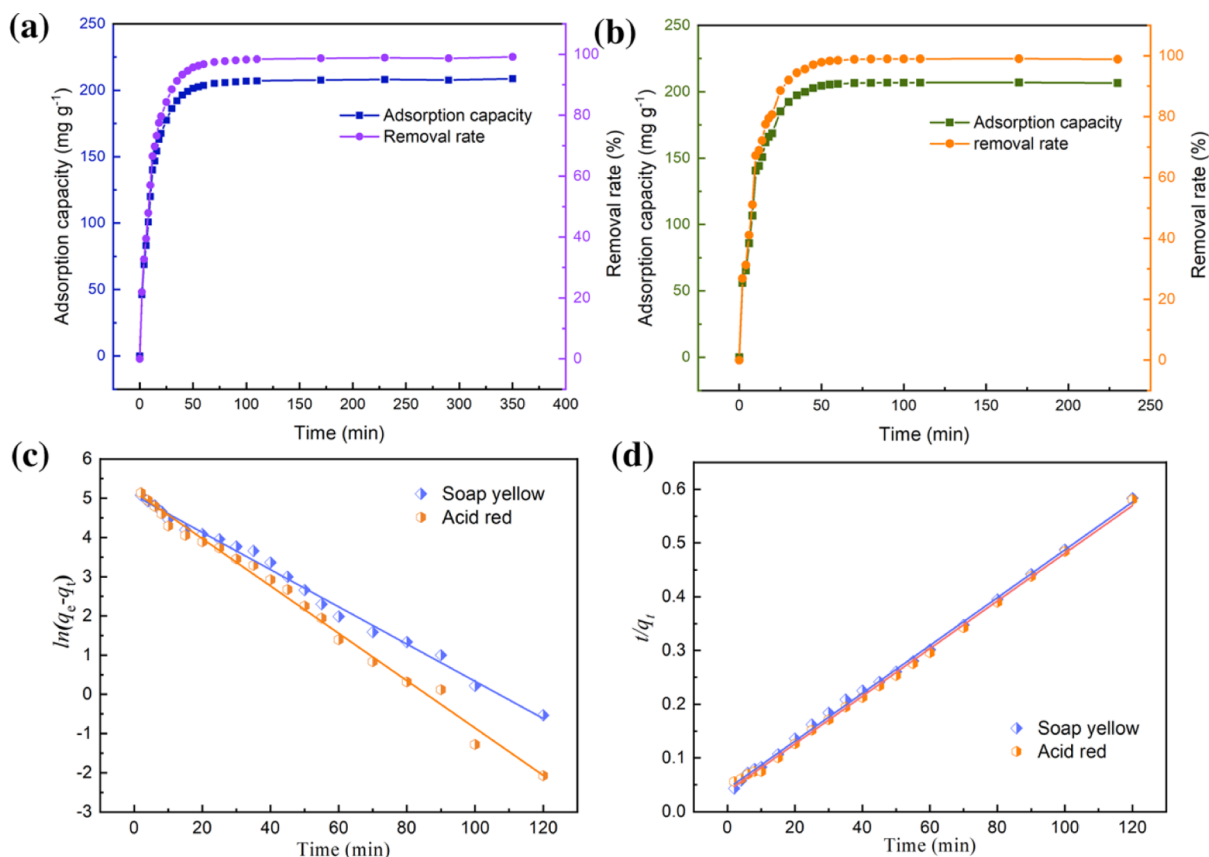 (a)
250
200
150
100
50
0
Adsorption capacity (mg g⁻¹)
Adsorption capacity
Removal rate
100
80
60
40
20
0
Removal rate (%)
0 50 100 150 200 250 300 350 400
Time (min)
(b)
250
200
150
100
50
0
Adsorption capacity (mg g⁻¹)
Adsorption capacity
removal rate
100
80
60
40
20
0
Removal rate (%)
0 50 100 150 200 250
Time (min)
(c)
6
5
4
3
2
1
0
-1
-2
-3
ln(qe-qt)
Soap yellow
Acid red
0 20 40 60 80 100 120
Time (min)
(d)
0.6
0.5
0.4
0.3
0.2
0.1
0.0
t/qt
Soap yellow
Acid red
0 20 40 60 80 100 120
Time (min)